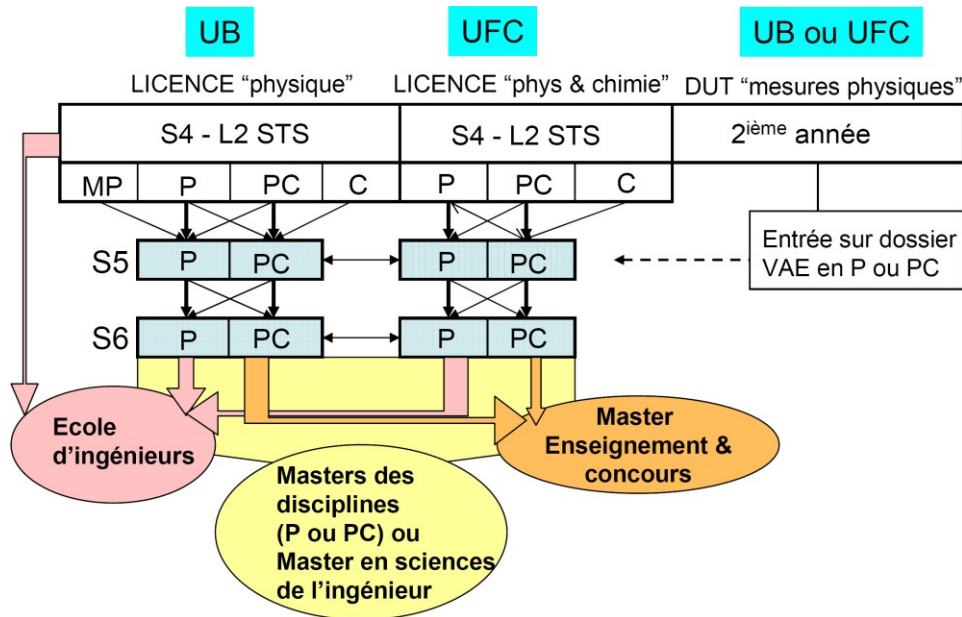 UB
UFC
UB ou UFC
LICENCE “physique”
LICENCE “phys & chimie”
DUT “mesures physiques”
S4 - L2 STS
S4 - L2 STS
2ième année
MP
P
PC
C
P
PC
C
S5
P
PC
P
PC
Entrée sur dossier
VAE en P ou PC
S6
P
PC
P
PC
Ecole
d’ingénieurs
Master
Enseignement &
concours
Masters des
disciplines
(P ou PC) ou
Master en sciences
de l’ingénieur